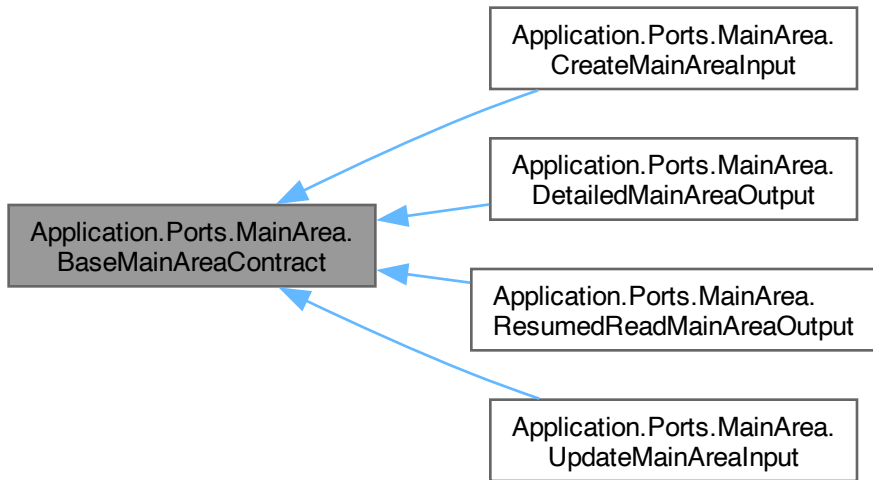 Application.Ports.MainArea.
CreateMainAreaInput
Application.Ports.MainArea.
DetailedMainAreaOutput
Application.Ports.MainArea.
BaseMainAreaContract
Application.Ports.MainArea.
ResumedReadMainAreaOutput
Application.Ports.MainArea.
UpdateMainAreaInput